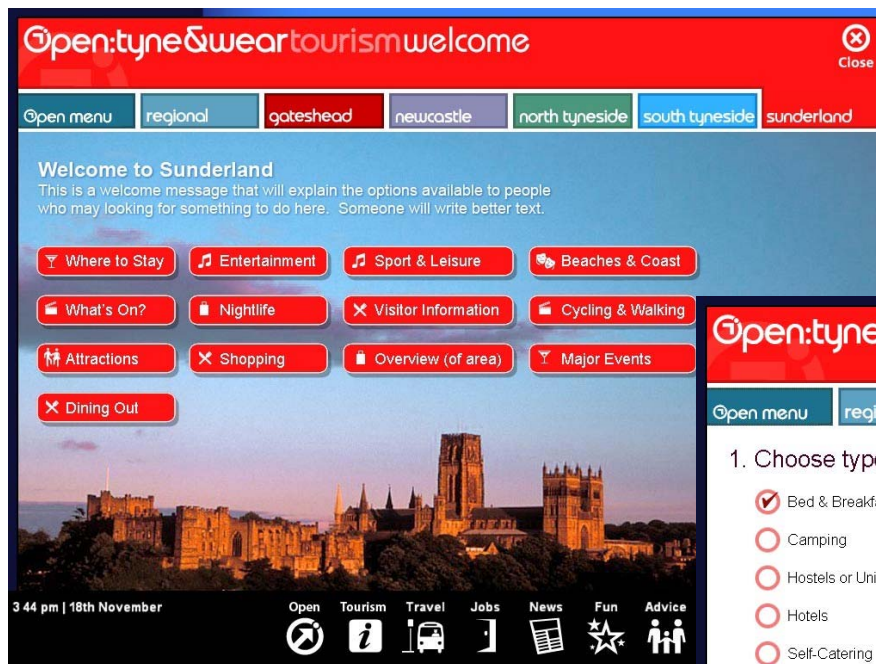 Open:tyne&weartourismwelcome
Close
Open menu regional gateshead newcastle north tyneside south tyneside sunderland
Welcome to Sunderland
This is a welcome message that will explain the options available to people
who may looking for something to do here. Someone will write better text.
Where to Stay Entertainment Sport & Leisure Beaches & Coast
What's On? Nightlife Visitor Information Cycling & Walking
Attractions Shopping Overview (of area) Major Events
Dining Out
3 44 pm | 18th November
Open Tourism Travel Jobs News Fun Advice
Open:tyne
Open menu regi
1. Choose type
Bed & Breakfa
Camping
Hostels or Uni
Hotels
Self-Catering